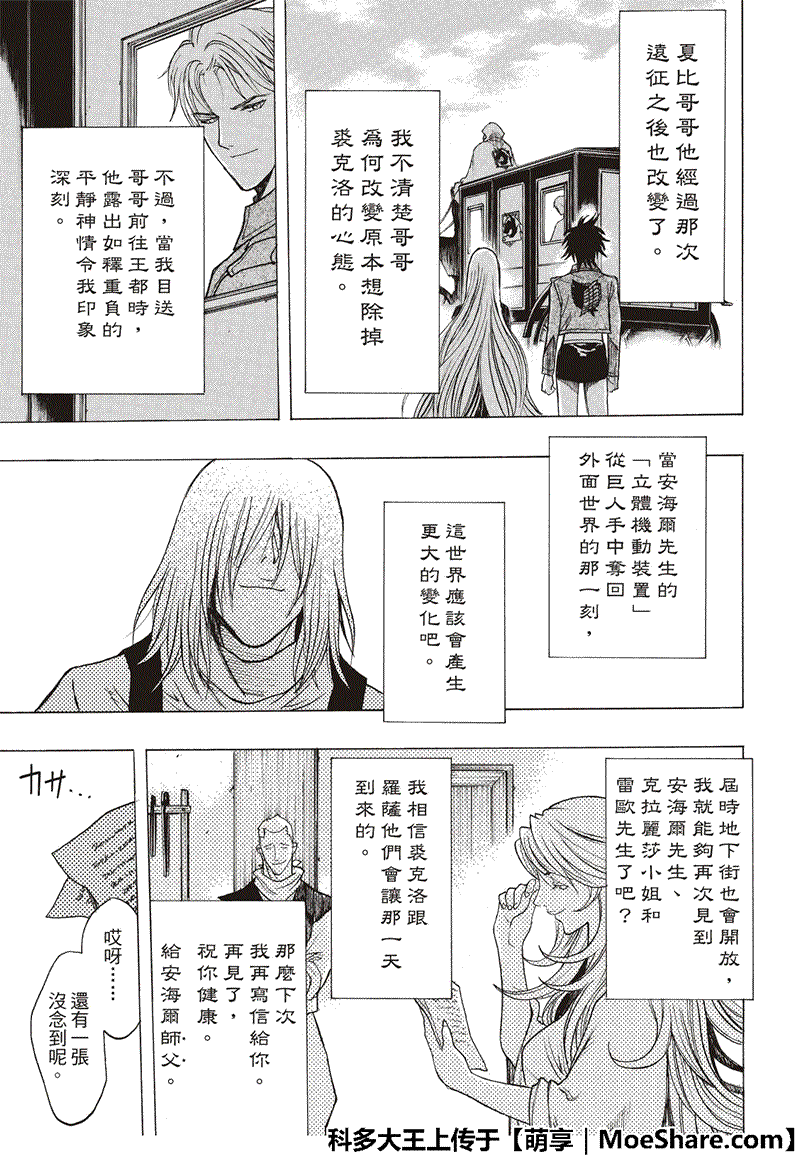 夏比哥哥他經過那次
遠征之後也改變了。
我不清楚哥哥
為何改變原本想除掉
裘克洛的心態。
不過，當我目送
哥哥前往王都時，
他露出如釋重負的
平靜神情令我印象
深刻。
當安海爾先生的
「立體機動裝置」
從巨人手中奪回
外面世界的那一刻，
這世界應該會產生
更大的變化吧。
屆時地下街也會開放，
我就能夠再次見到
安海爾先生、
克拉麗莎小姐和
雷歐先生了吧？
我相信裘克洛跟
羅薩他們會讓那一天
到來的。
那麼下次
我再寫信給你。
再見了，
祝你健康。
給安海爾師父。
カサ…
哎呀……
還有一張
沒念到呢。
科多大王上传于【萌享｜MoeShare.com】